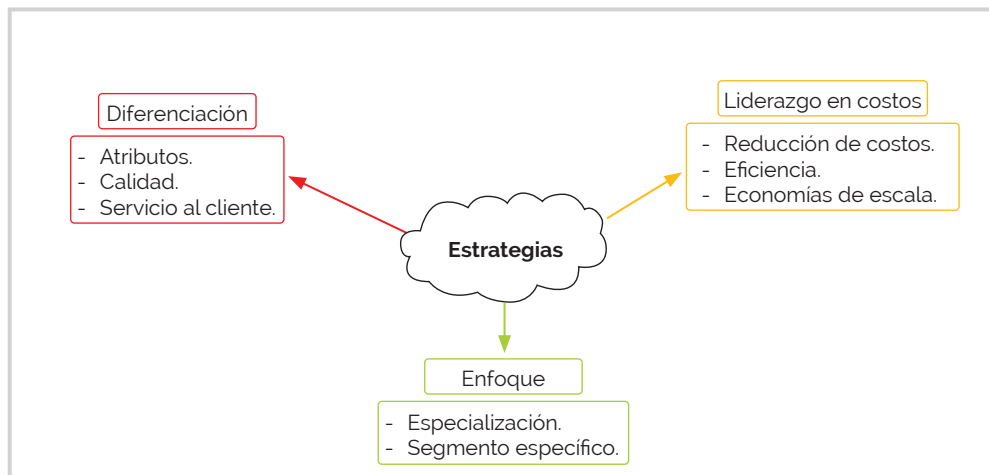 Diferenciación
- Atributos.
- Calidad.
- Servicio al cliente.
Liderazgo en costos
- Reducción de costos.
- Eficiencia.
- Economías de escala.
Estrategias
Enfoque
- Especialización.
- Segmento específico.